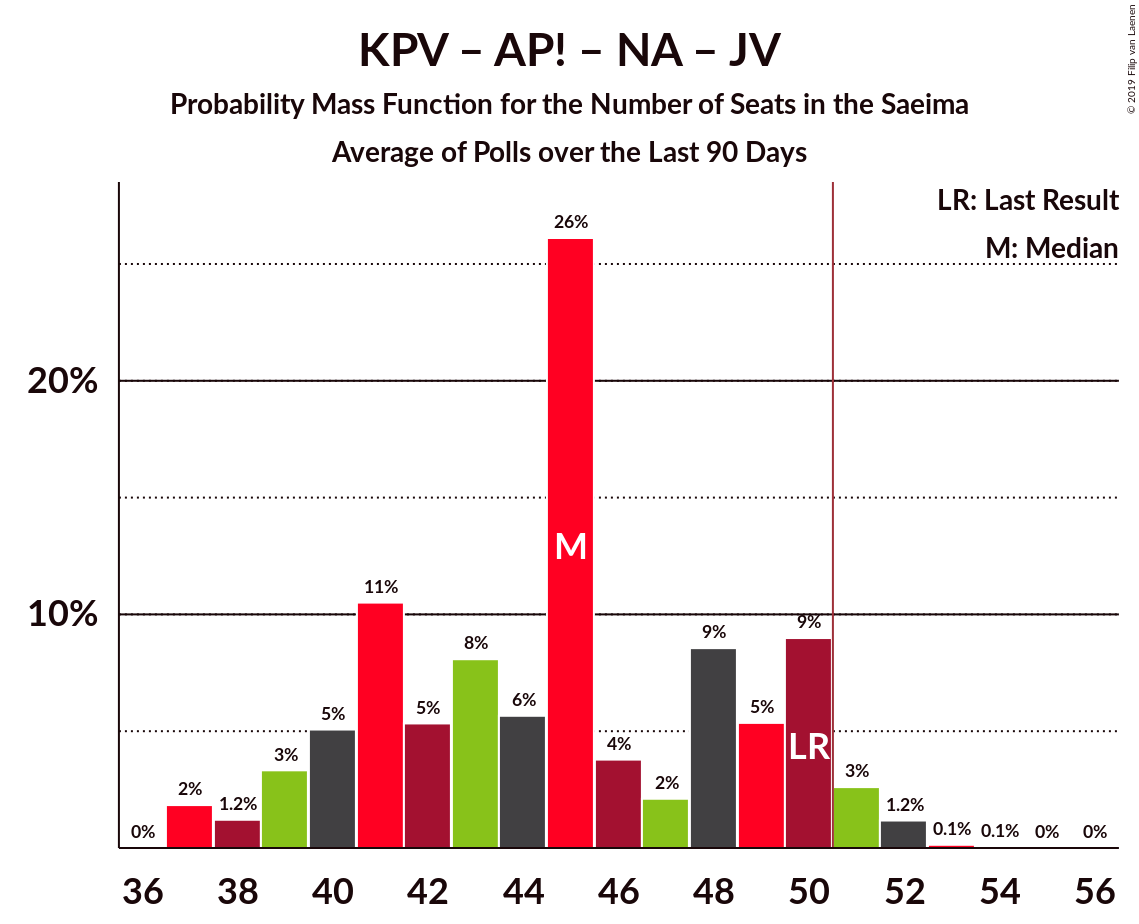 KPV – AP! – NA – JV
Probability Mass Function for the Number of Seats in the Saeima
Average of Polls over the Last 90 Days
© 2019 Filip van Laenen
LR: Last Result
M: Median
20%
10%
0%
2%
1.2%
3%
5%
11%
5%
8%
6%
26%
4%
2%
9%
5%
9%
3%
1.2%
0.1%
0.1%
0%
0%
M
LR
36 38 40 42 44 46 48 50 52 54 56